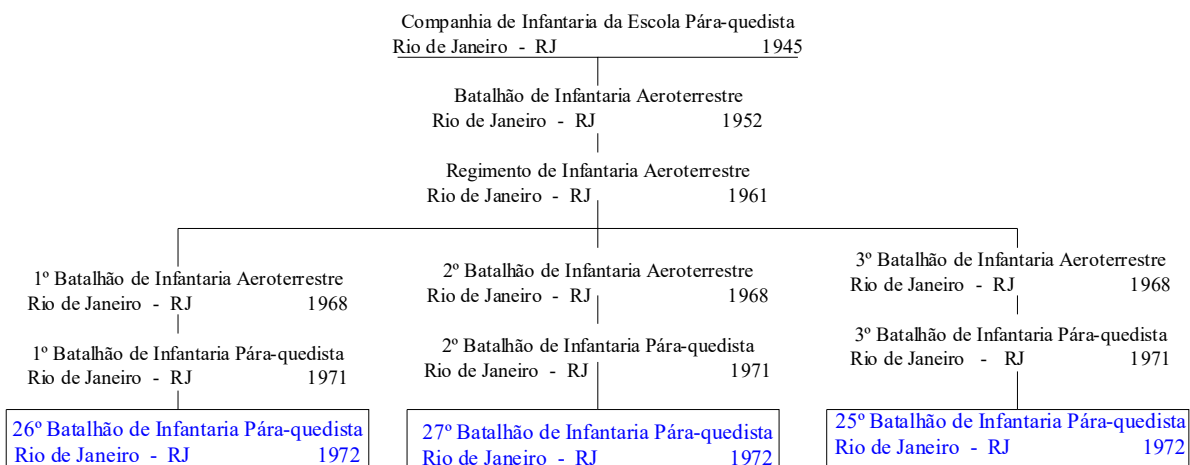 Companhia de Infantaria da Escola Pára-quedista
Rio de Janeiro - RJ 1945
Batalhão de Infantaria Aeroterrestre
Rio de Janeiro - RJ 1952
Regimento de Infantaria Aeroterrestre
Rio de Janeiro - RJ 1961
1º Batalhão de Infantaria Aeroterrestre
Rio de Janeiro - RJ 1968
1º Batalhão de Infantaria Pára-quedista
Rio de Janeiro - RJ 1971
26º Batalhão de Infantaria Pára-quedista
Rio de Janeiro - RJ 1972
2º Batalhão de Infantaria Aeroterrestre
Rio de Janeiro - RJ 1968
2º Batalhão de Infantaria Pára-quedista
Rio de Janeiro - RJ 1971
27º Batalhão de Infantaria Pára-quedista
Rio de Janeiro - RJ 1972
3º Batalhão de Infantaria Aeroterrestre
Rio de Janeiro - RJ 1968
3º Batalhão de Infantaria Pára-quedista
Rio de Janeiro - RJ 1971
25º Batalhão de Infantaria Pára-quedista
Rio de Janeiro - RJ 1972